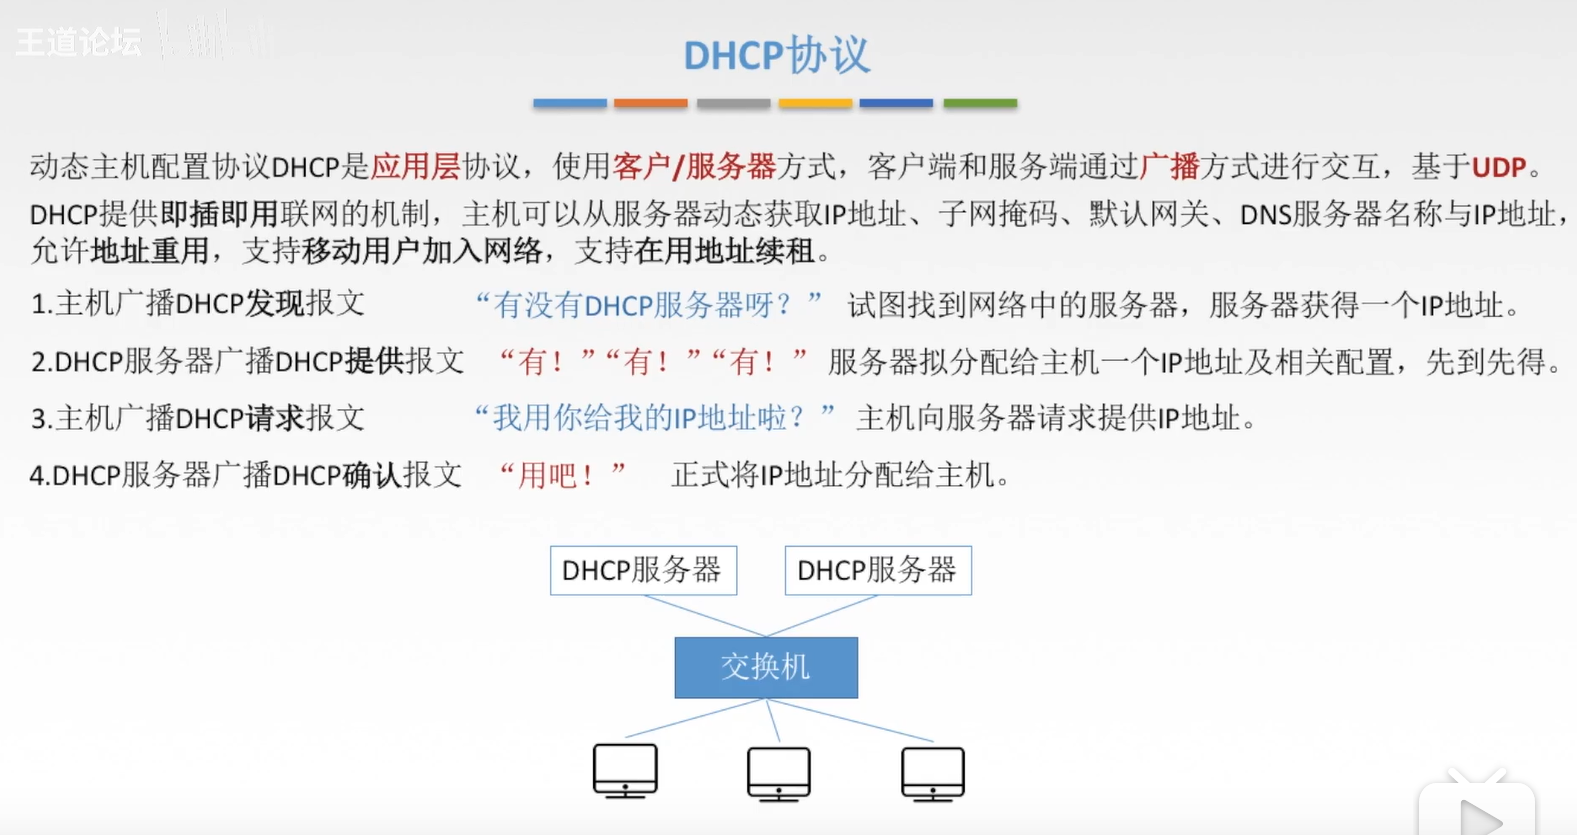 王道论坛
DHCP协议
动态主机配置协议DHCP是应用层协议，使用客户/服务器方式，客户端和服务端通过广播方式进行交互，基于UDP。
DHCP提供即插即用联网的机制，主机可以从服务器动态获取IP地址、子网掩码、默认网关、DNS服务器名称与IP地址，
允许地址重用，支持移动用户加入网络，支持在用地址续租。
1.主机广播DHCP发现报文 “有没有DHCP服务器呀？” 试图找到网络中的服务器，服务器获得一个IP地址。
2.DHCP服务器广播DHCP提供报文 “有！”“有！”“有！” 服务器拟分配给主机一个IP地址及相关配置，先到先得。
3.主机广播DHCP请求报文 “我用你给我的IP地址啦？” 主机向服务器请求提供IP地址。
4.DHCP服务器广播DHCP确认报文 “用吧！” 正式将IP地址分配给主机。
DHCP服务器 DHCP服务器
交换机